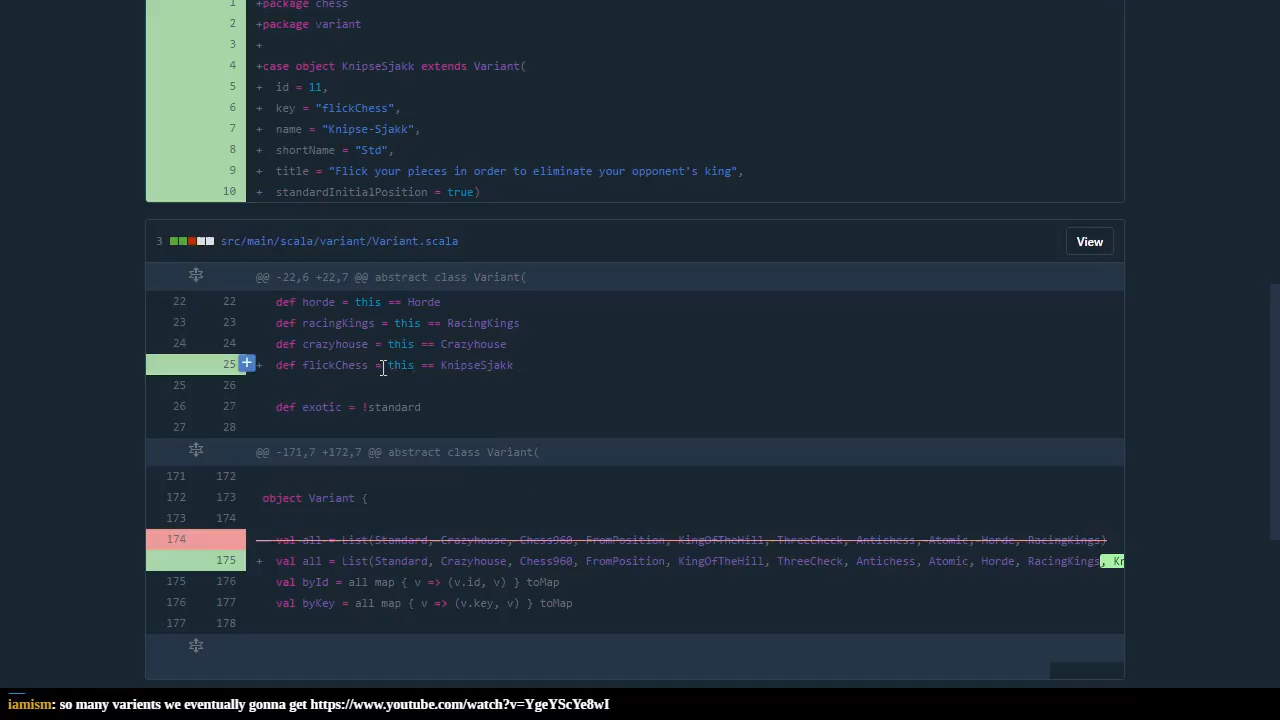 1 +package chess
2 +package variant
3 +
4 +case object KnipseSjakk extends Variant(
5 + id = 11,
6 + key = "flickChess",
7 + name = "Knipse-Sjakk",
8 + shortName = "Std",
9 + title = "Flick your pieces in order to eliminate your opponent's king",
10 + standardInitialPosition = true)
3 src/main/scala/variant/Variant.scala View
@@ -22,6 +22,7 @@ abstract class Variant(
22 22 def horde = this == Horde
23 23 def racingKings = this == RacingKings
24 24 def crazyhouse = this == Crazyhouse
25 + + def flickChess = this == KnipseSjakk
25 26
26 27 def exotic = !standard
27 28
@@ -171,7 +172,7 @@ abstract class Variant(
171 172
172 173 object Variant {
173 174
174 - val all = List(Standard, Crazyhouse, Chess960, FromPosition, KingOfTheHill, ThreeCheck, Antichess, Atomic, Horde, RacingKings)
175 + val all = List(Standard, Crazyhouse, Chess960, FromPosition, KingOfTheHill, ThreeCheck, Antichess, Atomic, Horde, RacingKings, Kn
175 176 val byId = all map { v => (v.id, v) } toMap
176 177 val byKey = all map { v => (v.key, v) } toMap
177 178
iamism: so many varients we eventually gonna get https://www.youtube.com/watch?v=YgeYScYe8wI